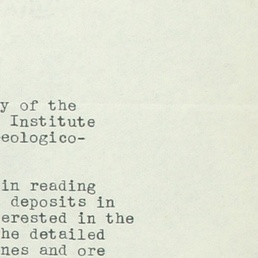 y of the
Institute
eologico-
in reading
deposits in
erested in the
he detailed
nes and ore